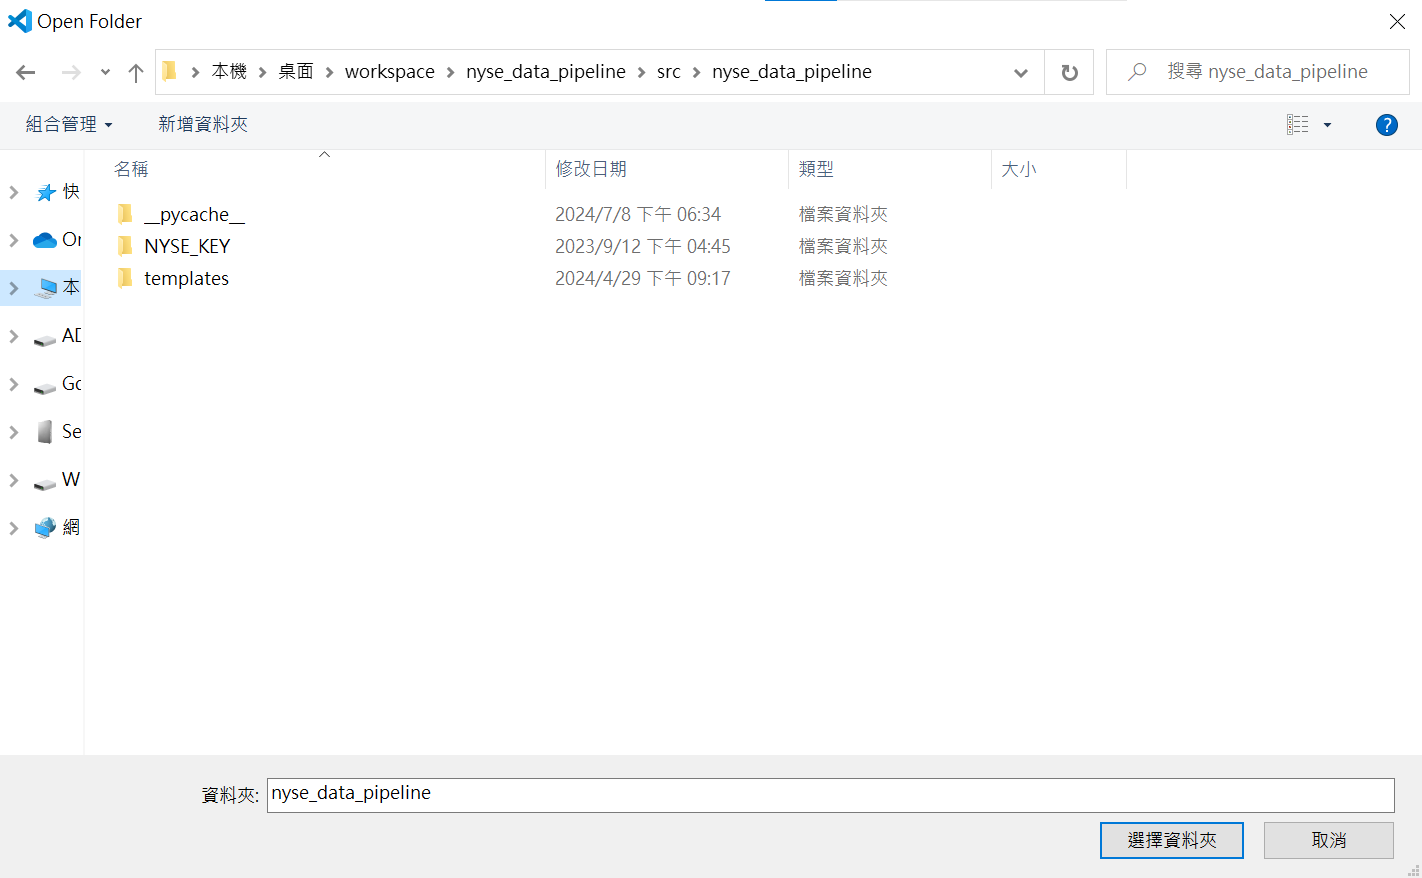 Open Folder
本機 桌面 workspace nyse_data_pipeline src nyse_data_pipeline
搜尋 nyse_data_pipeline
組合管理 新增資料夾
?
名稱 修改日期 類型 大小
__pycache__ 2024/7/8 下午 06:34 檔案資料夾
NYSE_KEY 2023/9/12 下午 04:45 檔案資料夾
templates 2024/4/29 下午 09:17 檔案資料夾
快
Or
本
AD
Go
Se
W
網
資料夾: nyse_data_pipeline
選擇資料夾 取消